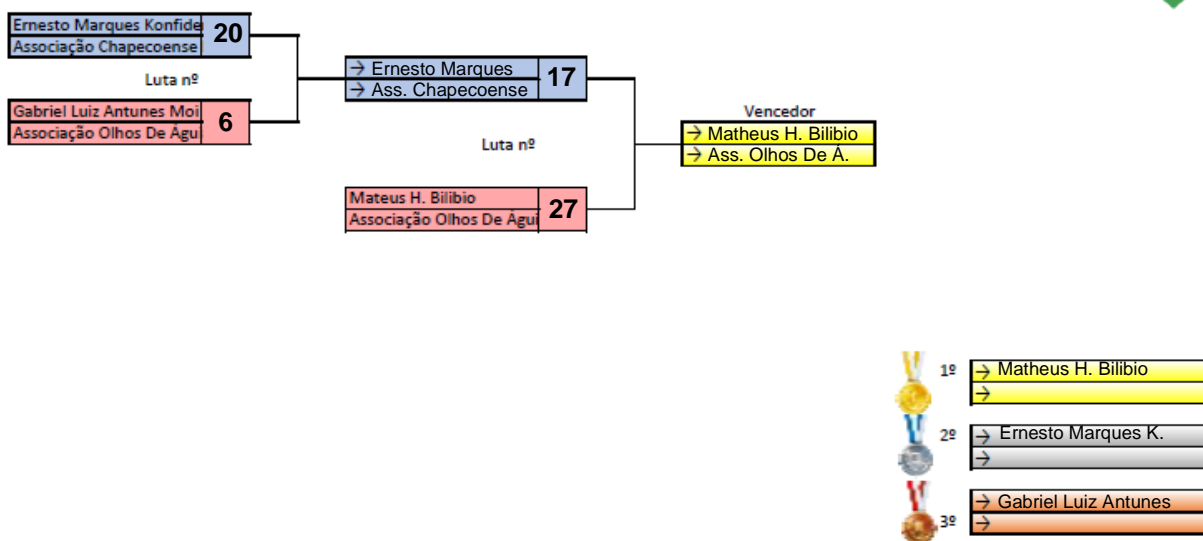 Ernesto Marques Konfide
Associação Chapecoense
20
Luta nº
Gabriel Luiz Antunes Moi
Associação Olhos De Águi
6
→ Ernesto Marques
→ Ass. Chapecoense
17
Luta nº
Mateus H. Bilibio
Associação Olhos De Águi
27
Vencedor
→ Matheus H. Bilibio
→ Ass. Olhos De Á.
1º → Matheus H. Bilibio
→
2º → Ernesto Marques K.
→
3º → Gabriel Luiz Antunes
→